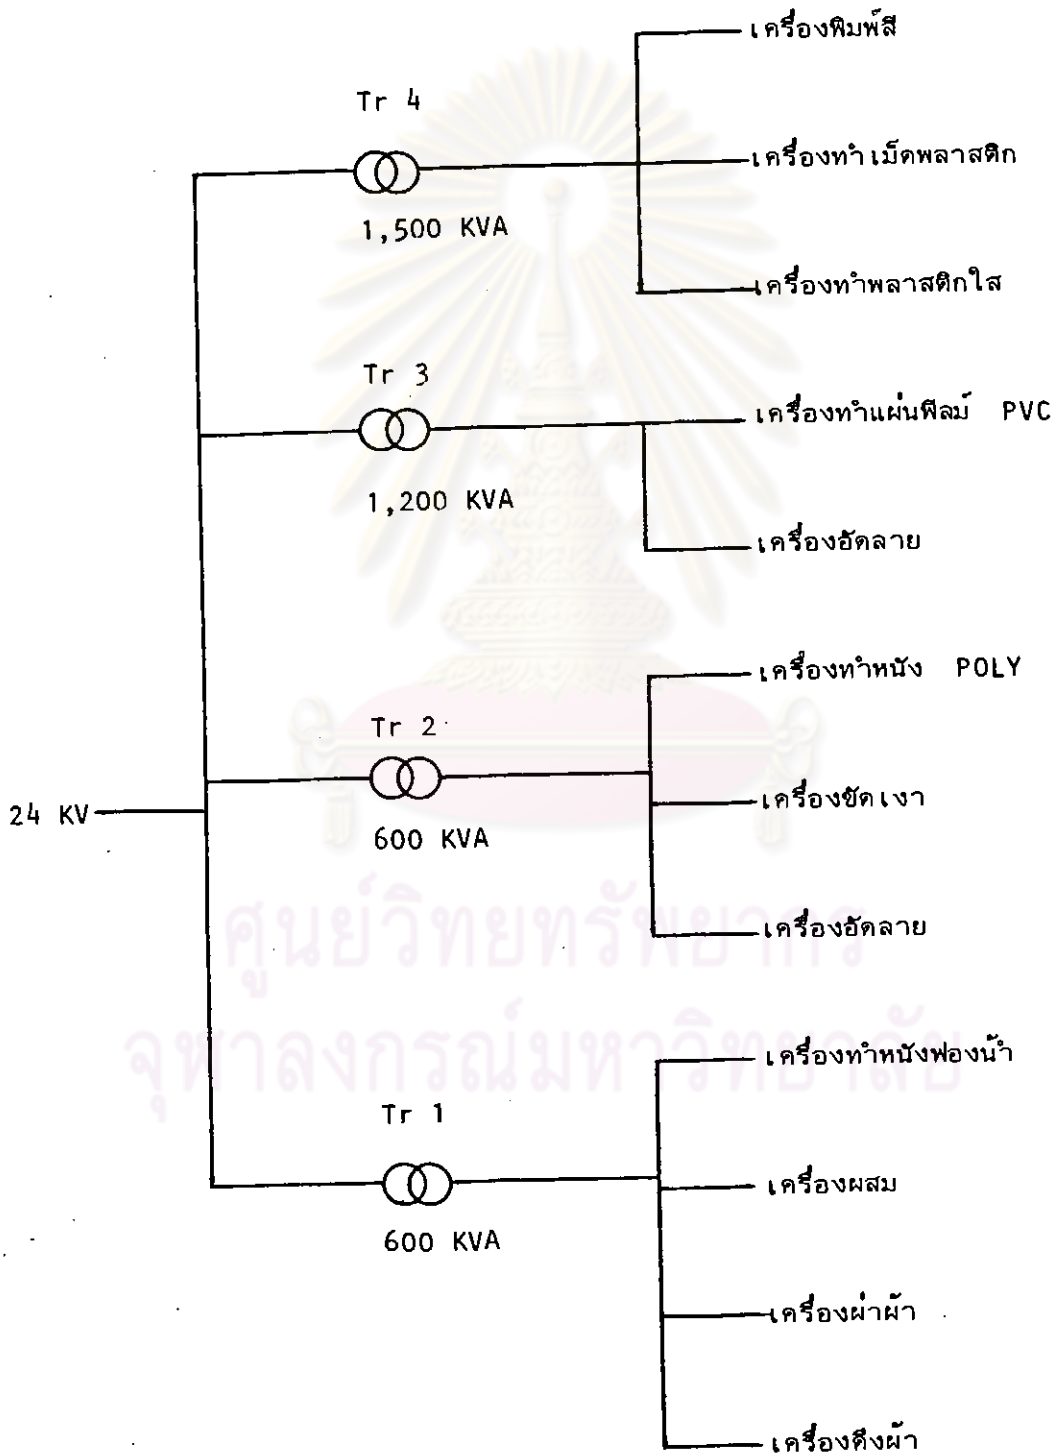 เครื่องพิมพ์สี
Tr 4
เครื่องทำเม็ดพลาสติก
1,500 KVA
เครื่องทำพลาสติกใส
Tr 3
เครื่องทำแผ่นฟิลม์ PVC
1,200 KVA
เครื่องอัดลาย
เครื่องทำหนัง POLY
Tr 2
24 KV
เครื่องขัดเงา
600 KVA
เครื่องอัดลาย
ศูนย์วิทยทรัพยากร
จุฬาลงกรณ์มหาวิทยาลัย
เครื่องทำหนังฟองน้ำ
Tr 1
เครื่องผสม
600 KVA
เครื่องผ่าผ้า
เครื่องดึงผ้า